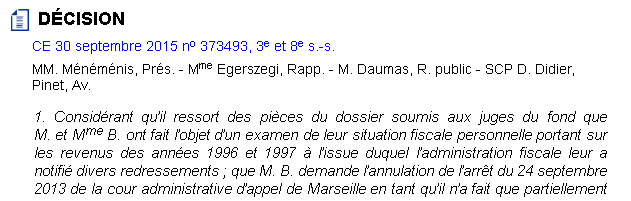 DÉCISION
CE 30 septembre 2015 nº 373493, 3e et 8e s.-s.
MM. Ménéménis, Prés. - Mme Egerszegi, Rapp. - M. Daumas, R. public - SCP D. Didier,
Pinet, Av.
1. Considérant qu'il ressort des pièces du dossier soumis aux juges du fond que
M. et Mme B. ont fait l'objet d'un examen de leur situation fiscale personnelle portant sur
les revenus des années 1996 et 1997 à l'issue duquel l'administration fiscale leur a
notifié divers redressements ; que M. B. demande l'annulation de l'arrêt du 24 septembre
2013 de la cour administrative d'appel de Marseille en tant qu'il n'a fait que partiellement